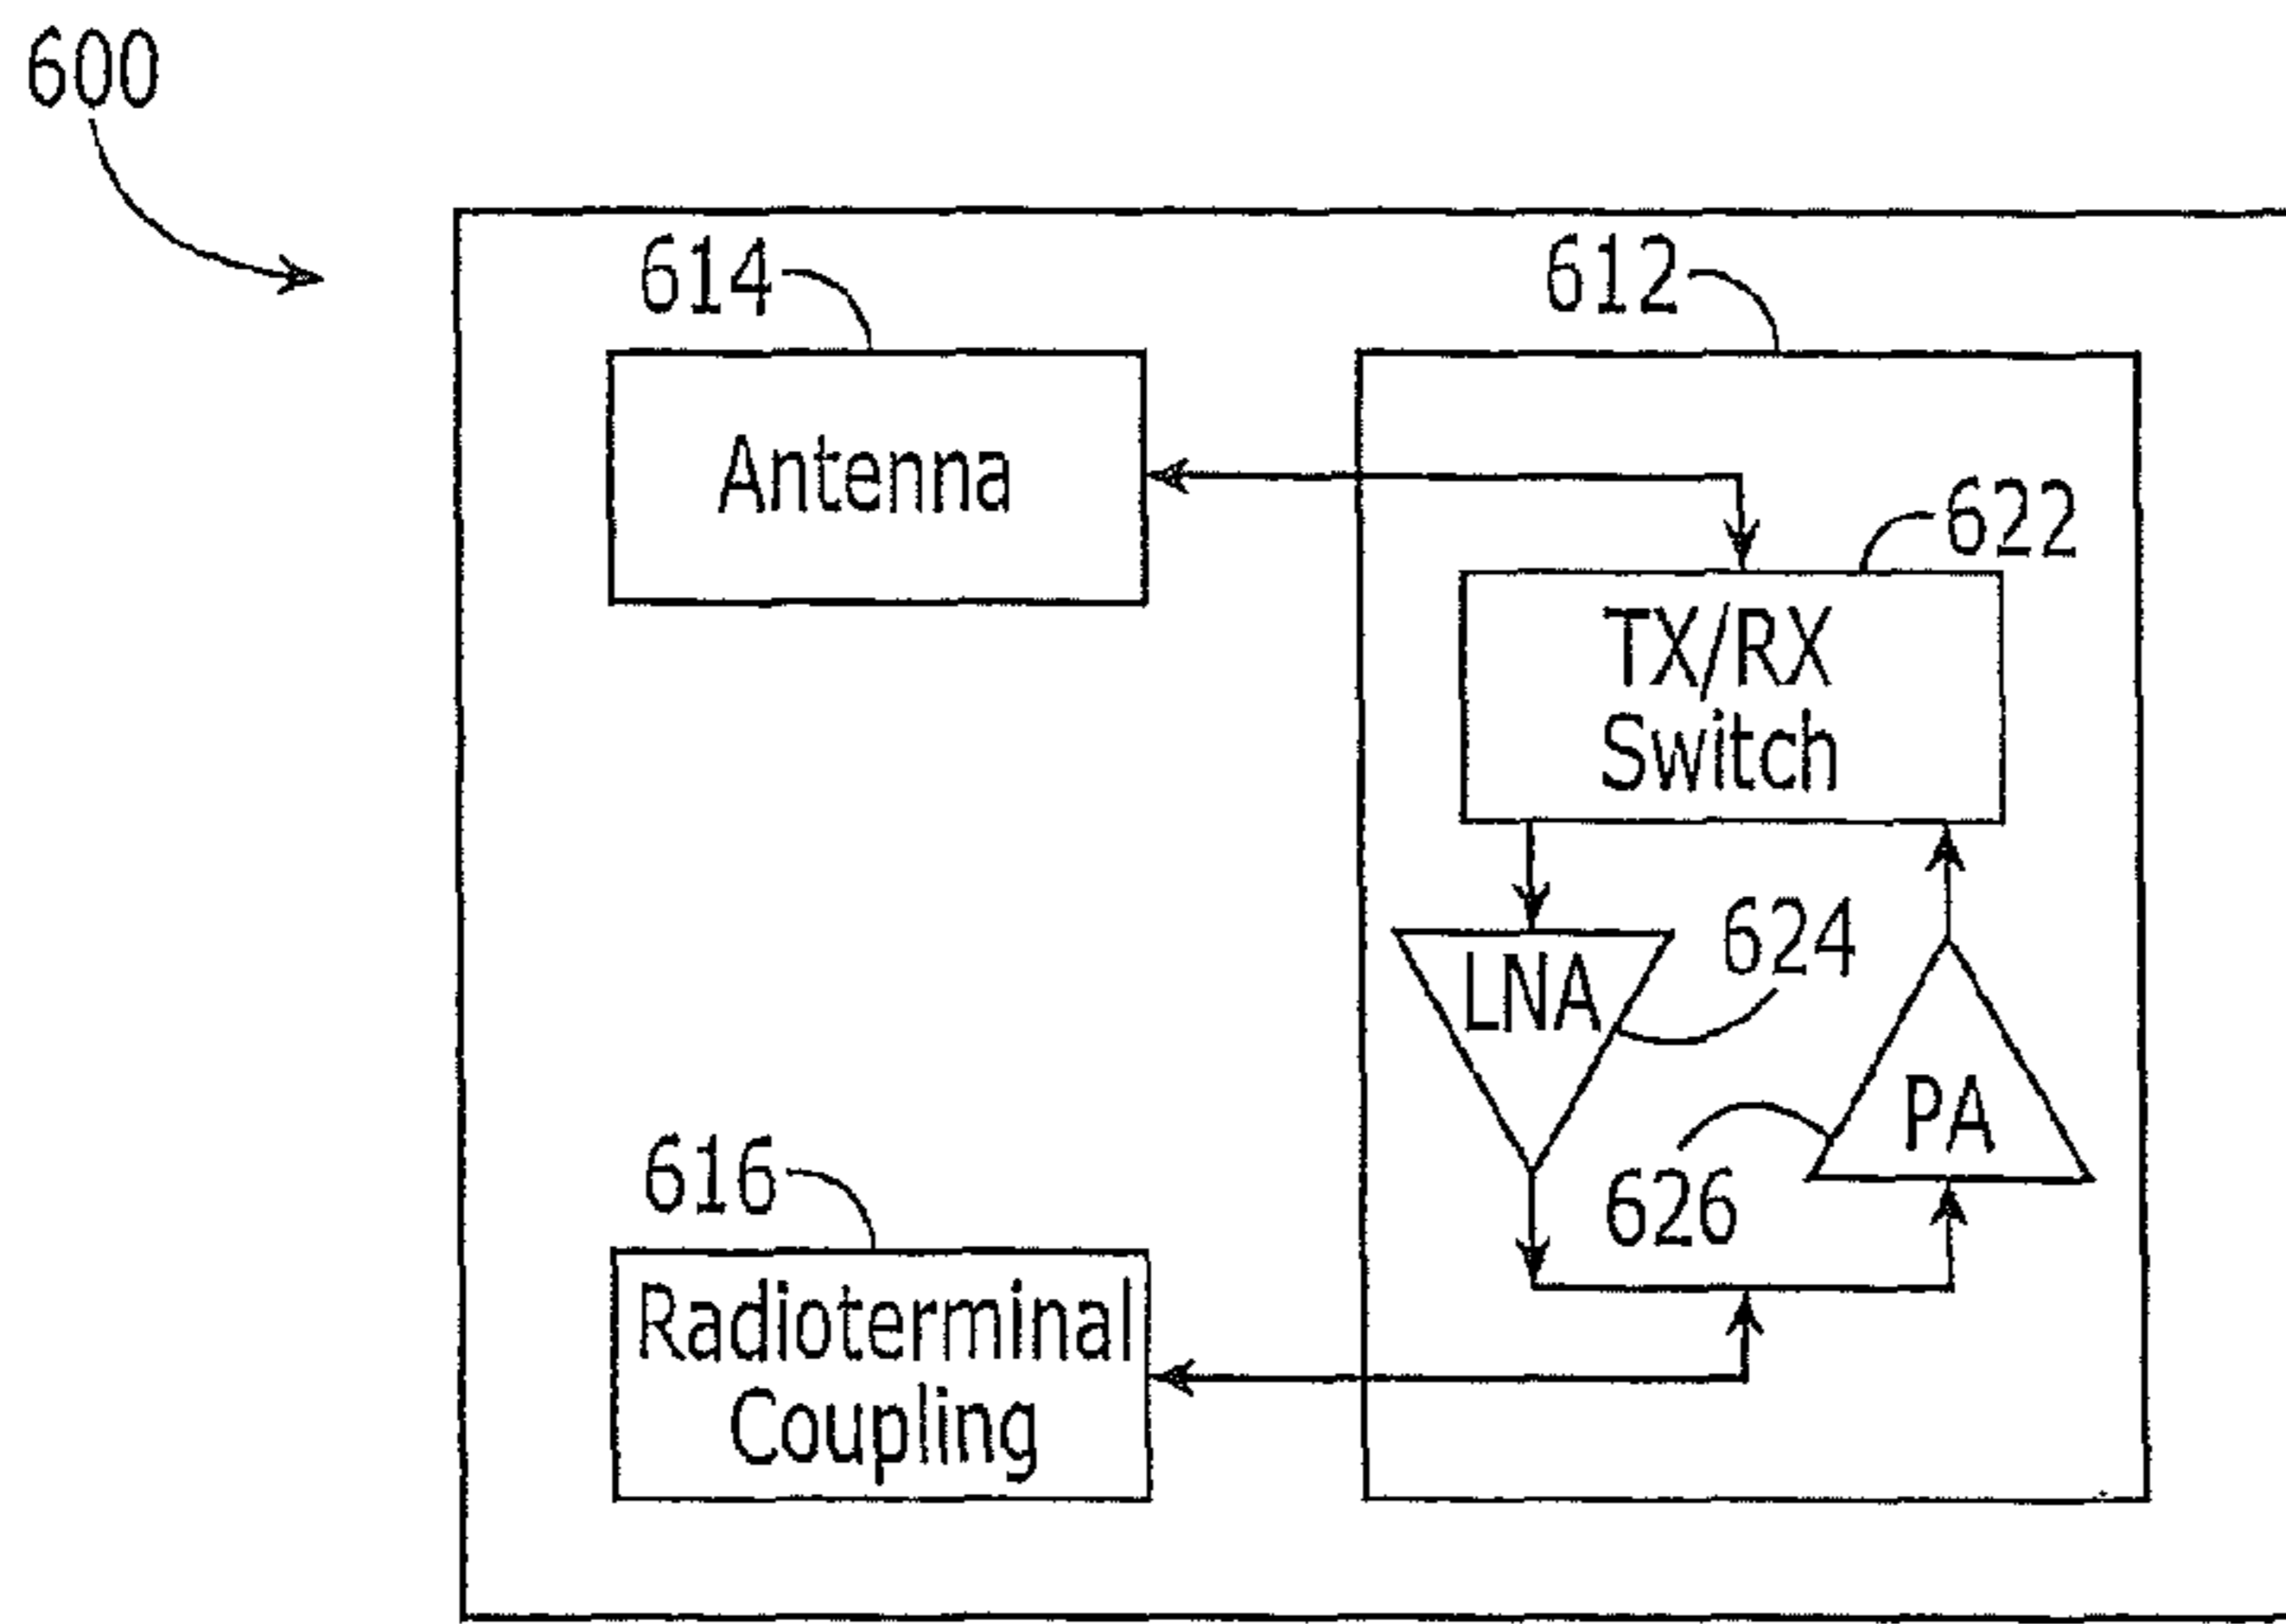 600
614
612
Antenna
622
TX/RX
Switch
LNA
624
PA
616
626
Radioterminal
Coupling